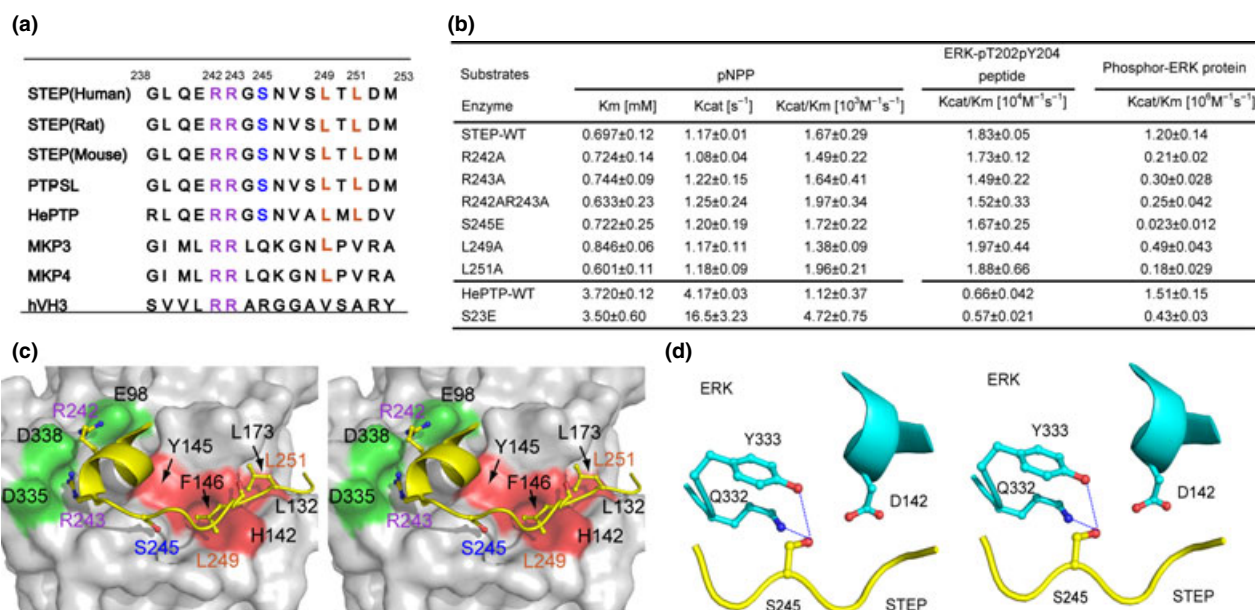 (a)
238 242 243 245 249 251 253
STEP(Human) G L Q E R R G S N V S L T L D M
STEP(Rat) G L Q E R R G S N V S L T L D M
STEP(Mouse) G L Q E R R G S N V S L T L D M
PTPSL G L Q E R R G S N V S L T L D M
HePTP R L Q E R R G S N V A L M L D V
MKP3 G I M L R R L Q K G N L P V R A
MKP4 G I M L R R L Q K G N L P V R A
hVH3 S V V L R R A R G G A V S A R Y
(b)
Substrates pNPP ERK-pT202pY204 peptide Phosphor-ERK protein
Enzyme Km [mM] Kcat [s⁻¹] Kcat/Km [10³M⁻¹s⁻¹] Kcat/Km [10⁴M⁻¹s⁻¹] Kcat/Km [10⁶M⁻¹s⁻¹]
STEP-WT 0.697±0.12 1.17±0.01 1.67±0.29 1.83±0.05 1.20±0.14
R242A 0.724±0.14 1.08±0.04 1.49±0.22 1.73±0.12 0.21±0.02
R243A 0.744±0.09 1.22±0.15 1.64±0.41 1.49±0.22 0.30±0.028
R242AR243A 0.633±0.23 1.25±0.24 1.97±0.34 1.52±0.33 0.25±0.042
S245E 0.722±0.25 1.20±0.19 1.72±0.22 1.67±0.25 0.023±0.012
L249A 0.846±0.06 1.17±0.11 1.38±0.09 1.97±0.44 0.49±0.043
L251A 0.601±0.11 1.18±0.09 1.96±0.21 1.88±0.66 0.18±0.029
HePTP-WT 3.720±0.12 4.17±0.03 1.12±0.37 0.66±0.042 1.51±0.15
S23E 3.50±0.60 16.5±3.23 4.72±0.75 0.57±0.021 0.43±0.03
(c)
E98 E98
R242 R242
D338 Y145 L173 D338 Y145 L173
L251 L251
F146 F146
D335 L132 D335 L132
R243 R243
H142 H142
S245 S245
L249 L249
(d)
ERK ERK
Y333 Y333
Q332 D142 Q332 D142
S245 STEP S245 STEP